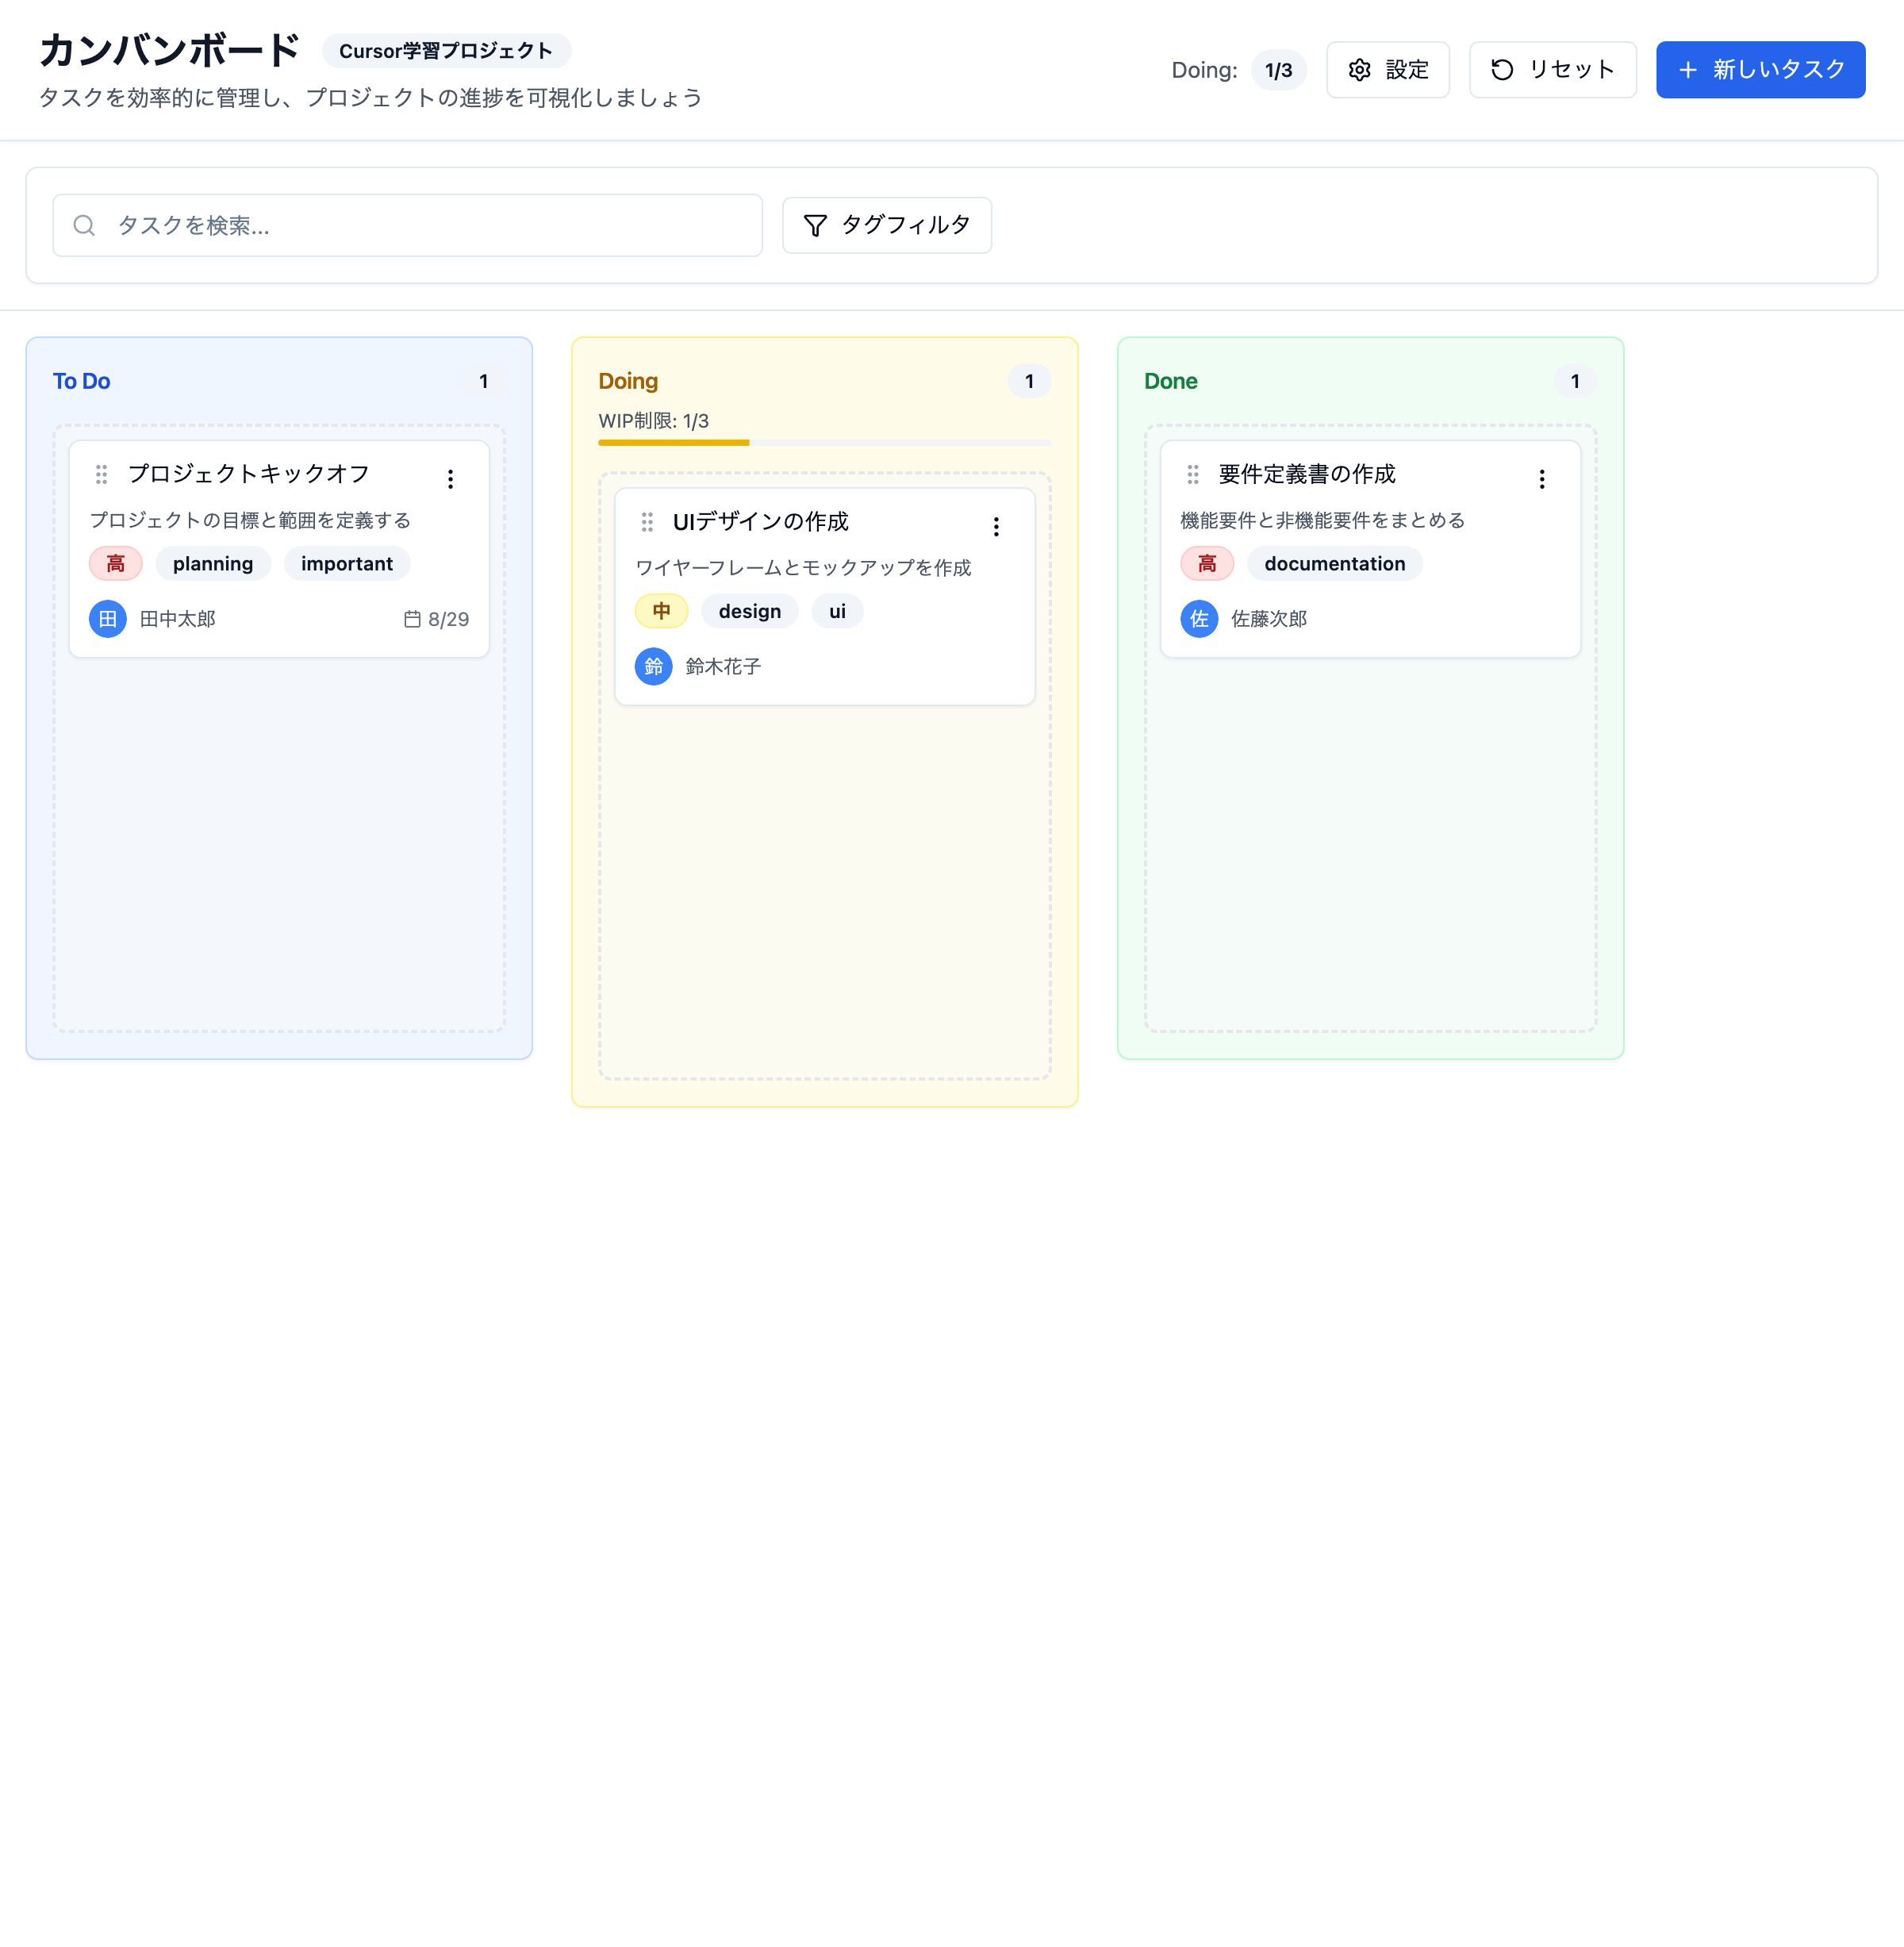 カンバンボード Cursor学習プロジェクト
タスクを効率的に管理し、プロジェクトの進捗を可視化しましょう
Doing: 1/3 設定 リセット 新しいタスク
タスクを検索... タグフィルタ
To Do 1
プロジェクトキックオフ
プロジェクトの目標と範囲を定義する
高 planning important
田 田中太郎 8/29
Doing 1
WIP制限: 1/3
UIデザインの作成
ワイヤーフレームとモックアップを作成
中 design ui
鈴 鈴木花子
Done 1
要件定義書の作成
機能要件と非機能要件をまとめる
高 documentation
佐 佐藤次郎